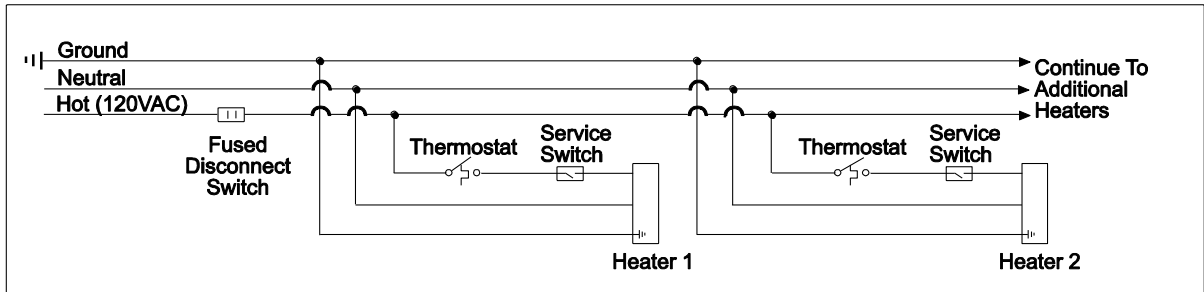 Ground
Neutral
Hot (120VAC)
Fused
Disconnect
Switch
Thermostat
Service
Switch
Heater 1
Thermostat
Service
Switch
Heater 2
Continue To
Additional
Heaters